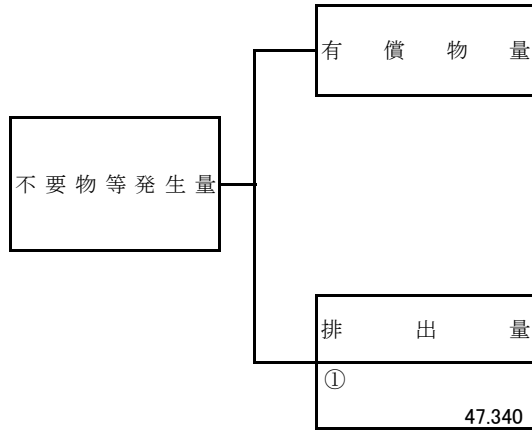 有償物量
不要物等発生量
排出量
①
47.340